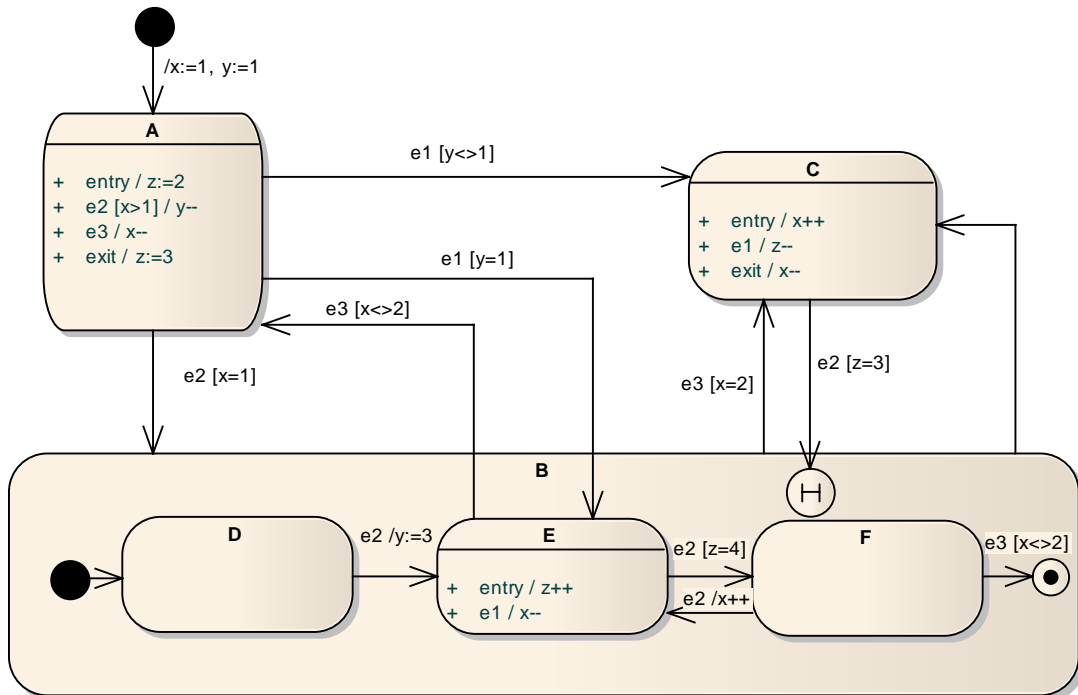 /x:=1, y:=1
A
+ entry / z:=2
+ e2 [x>1] / y--
+ e3 / x--
+ exit / z:=3
e1 [y<>1]
C
+ entry / x++
+ e1 / z--
+ exit / x--
e1 [y=1]
e3 [x<>2]
e2 [x=1]
e3 [x=2]
e2 [z=3]
B
H
D
e2 /y:=3
E
+ entry / z++
+ e1 / x--
e2 [z=4]
e2 /x++
F
e3 [x<>2]